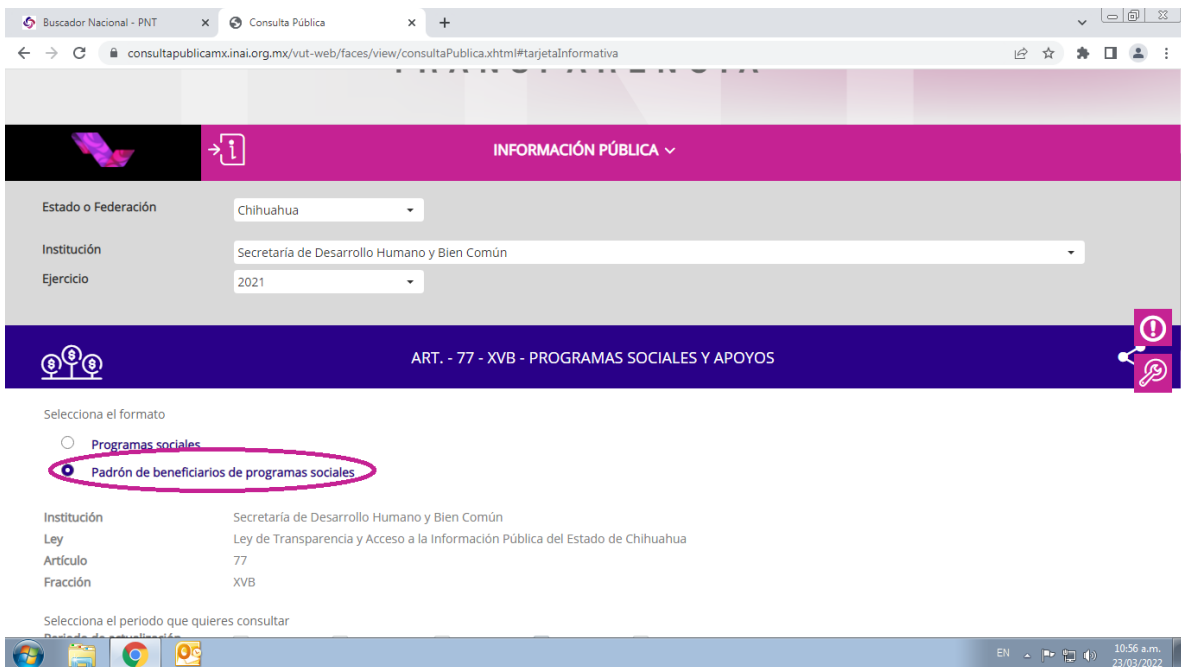 Buscador Nacional - PNT
Consulta Pública
consultapublicamx.inai.org.mx/vut-web/faces/view/consultaPublica.xhtml#tarjetaInformativa
TRANSPARENCIA
INFORMACIÓN PÚBLICA
Estado o Federación Chihuahua
Institución Secretaría de Desarrollo Humano y Bien Común
Ejercicio 2021
ART. - 77 - XVB - PROGRAMAS SOCIALES Y APOYOS
Selecciona el formato
Programas sociales
Padrón de beneficiarios de programas sociales
Institución Secretaría de Desarrollo Humano y Bien Común
Ley Ley de Transparencia y Acceso a la Información Pública del Estado de Chihuahua
Artículo 77
Fracción XVB
Selecciona el periodo que quieres consultar
Periodo de actualización
EN 10:56 a.m.
23/03/2022